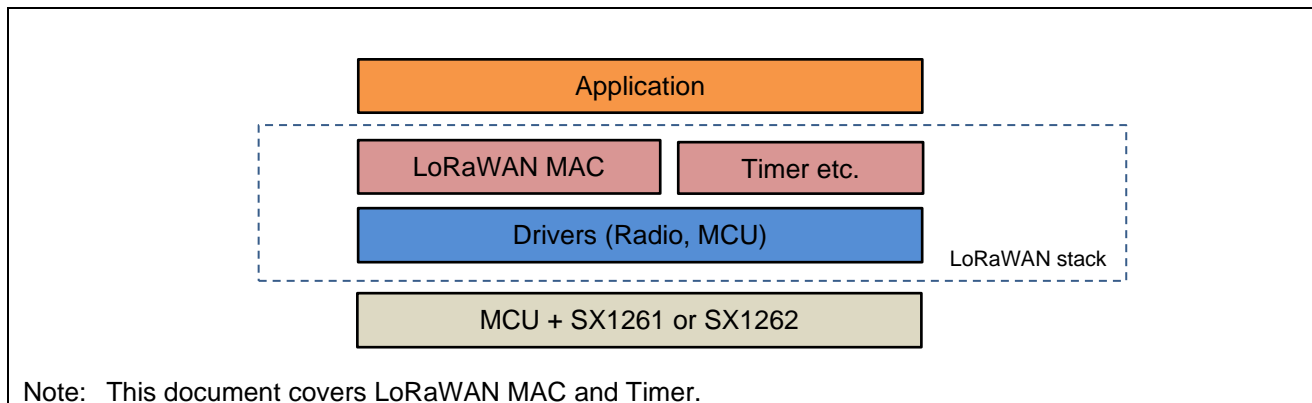 Application
LoRaWAN MAC
Timer etc.
Drivers (Radio, MCU)
LoRaWAN stack
MCU + SX1261 or SX1262
Note: This document covers LoRaWAN MAC and Timer.